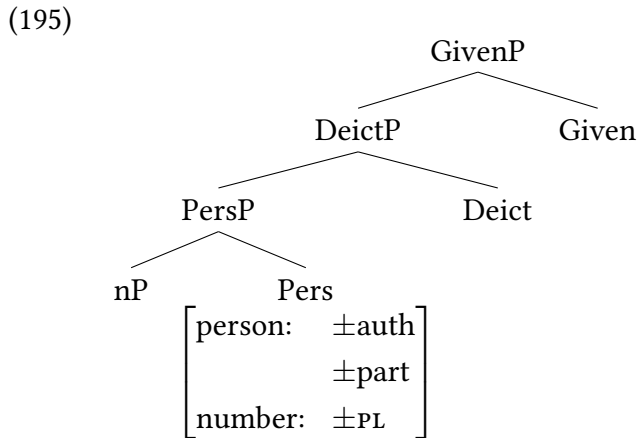 (195)
GivenP
DeictP Given
PersP Deict
nP Pers
person: ±auth
±part
number: ±PL